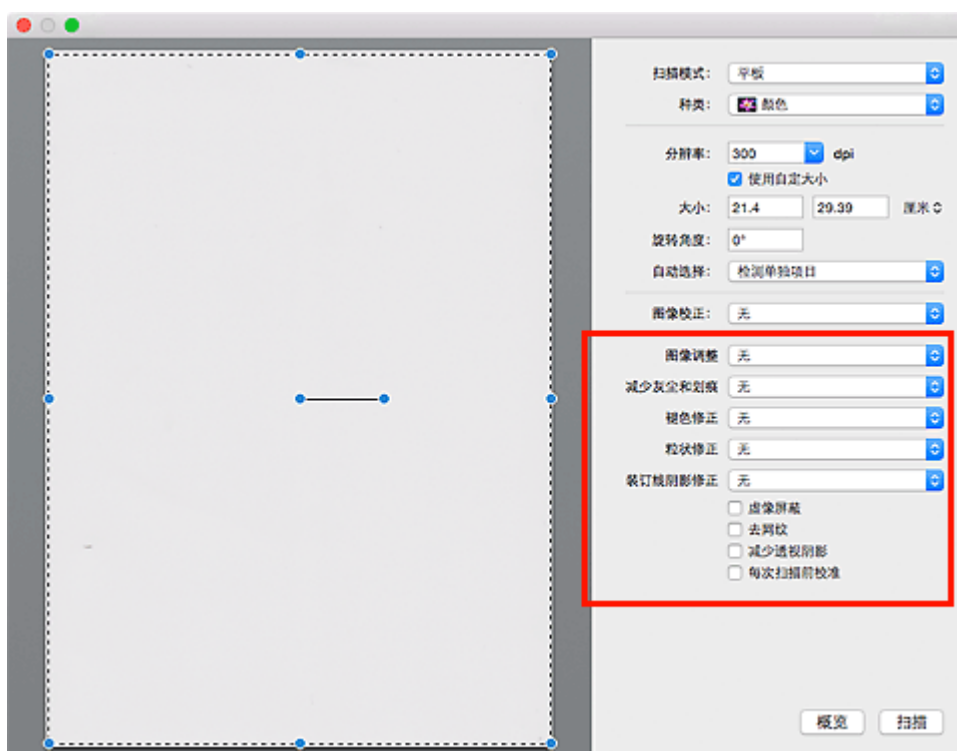 扫描模式： 平板
种类： 颜色
分辨率： 300 dpi
使用自定大小
大小： 21.4 29.39 厘米
旋转角度： 0°
自动选择： 检测单独项目
图像校正： 无
图像调整 无
减少灰尘和划痕 无
褪色修正 无
粒状修正 无
装订线阴影修正 无
虚像屏蔽
去网纹
减少透视阴影
每次扫描前校准
概览 扫描